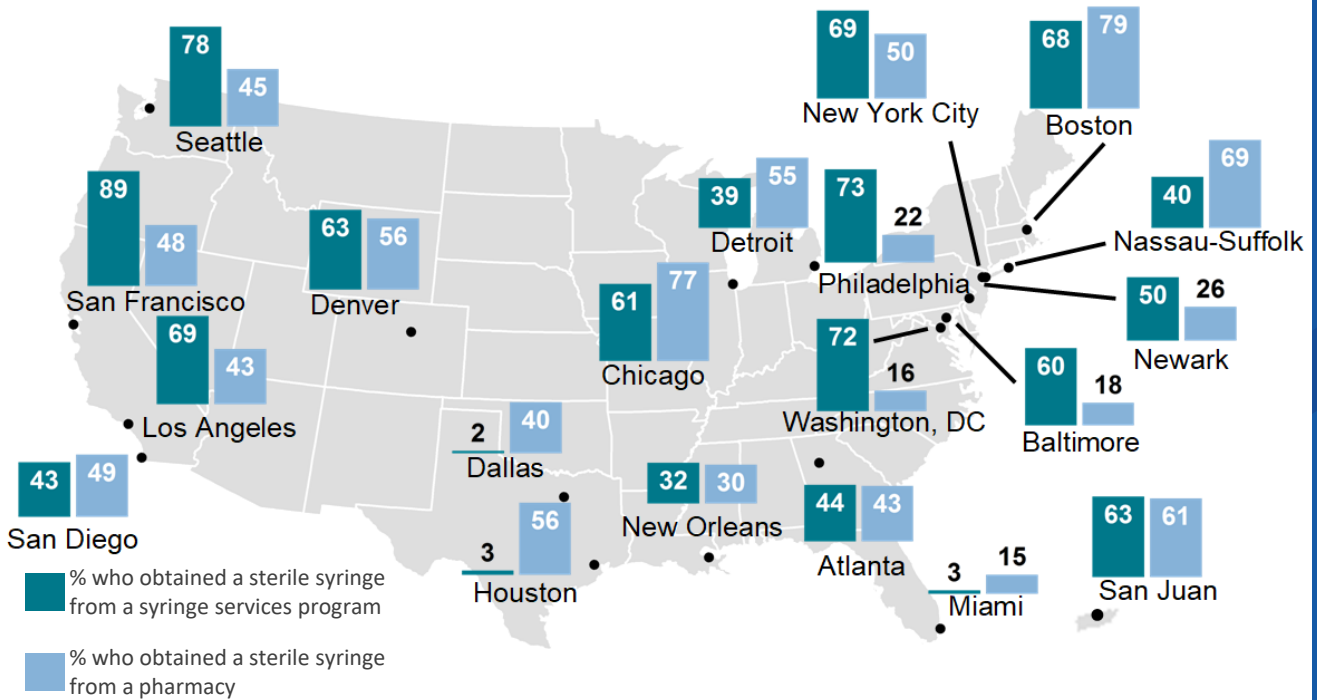 78
45
Seattle
69
50
New York City
68
79
Boston
89
48
San Francisco
63
56
Denver
39
55
Detroit
73
22
Philadelphia
40
69
Nassau-Suffolk
69
43
Los Angeles
61
77
Chicago
72
16
Washington, DC
50
26
Newark
60
18
Baltimore
43
49
San Diego
2
40
Dallas
3
56
Houston
32
30
New Orleans
44
43
Atlanta
3
15
Miami
63
61
San Juan
% who obtained a sterile syringe
from a syringe services program
% who obtained a sterile syringe
from a pharmacy